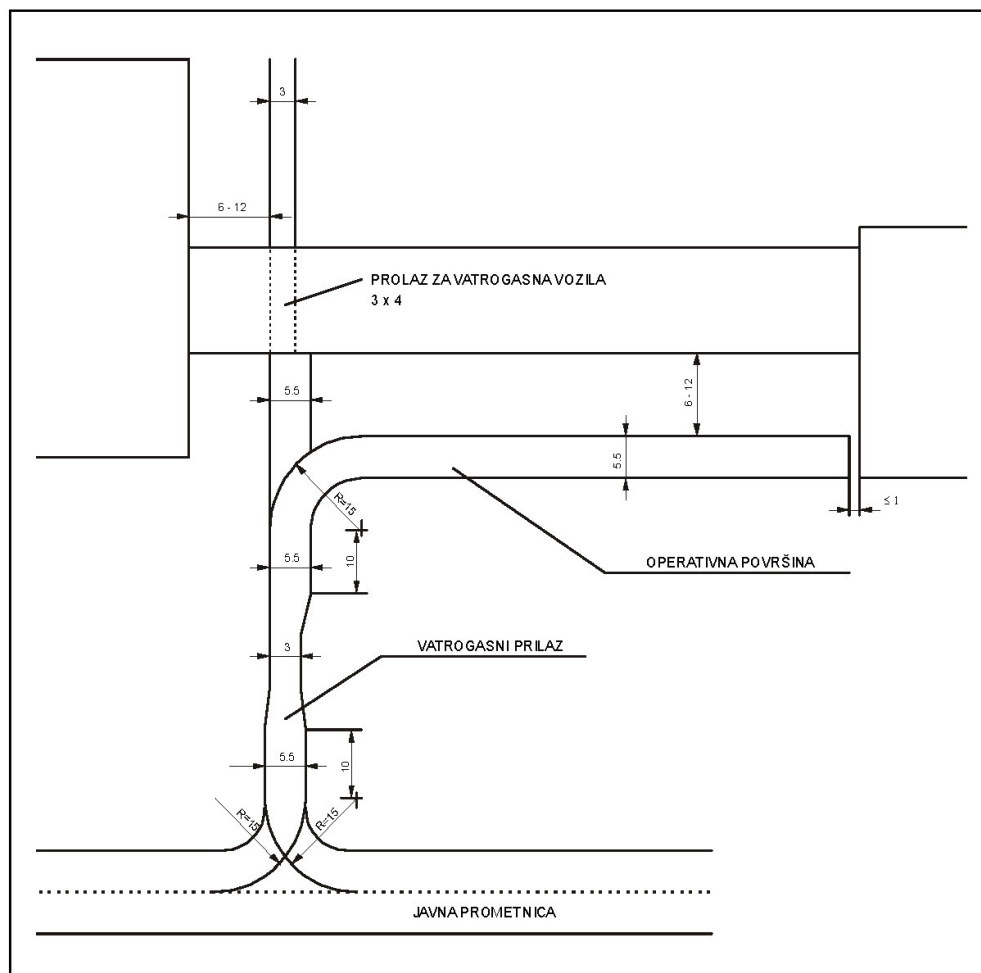 3
6 - 12
PROLAZ ZA VATROGASNA VOZILA
3 x 4
5.5
6 - 12
5.5
R=15
≤ 1
10
5.5
OPERATIVNA POVRŠINA
3
VATROGASNI PRILAZ
5.5
10
R=15
R=15
JAVNA PROMETNICA